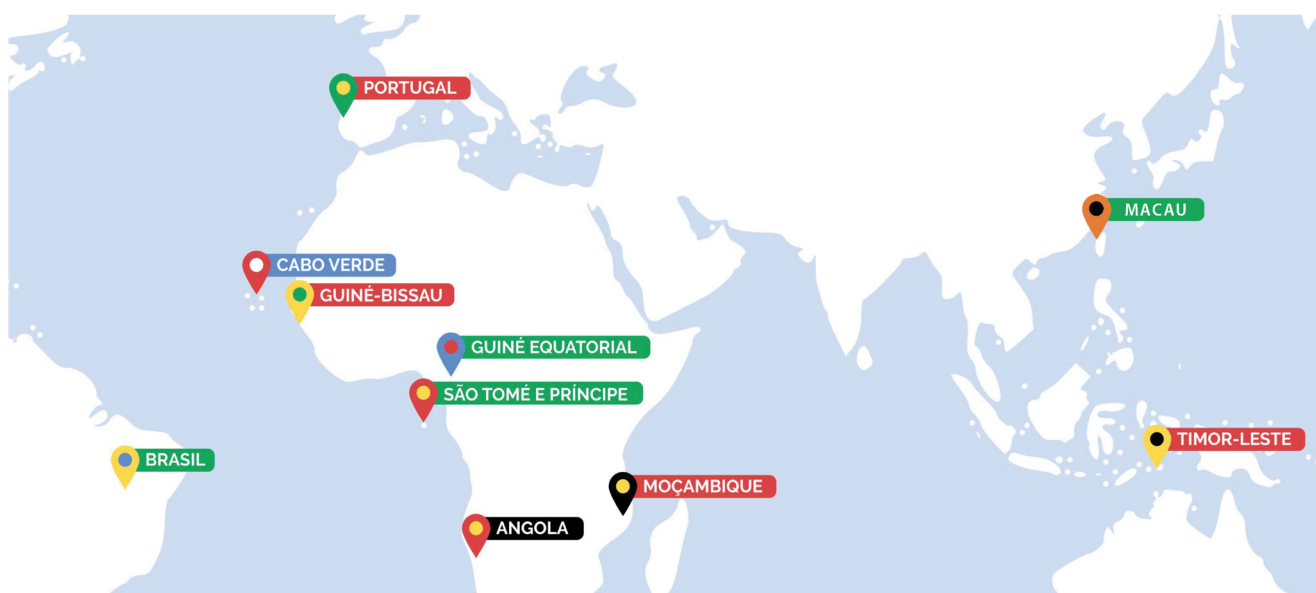 PORTUGAL
MACAU
CABO VERDE
GUINÉ-BISSAU
GUINÉ EQUATORIAL
SÃO TOMÉ E PRÍNCIPE
TIMOR-LESTE
BRASIL
MOÇAMBIQUE
ANGOLA